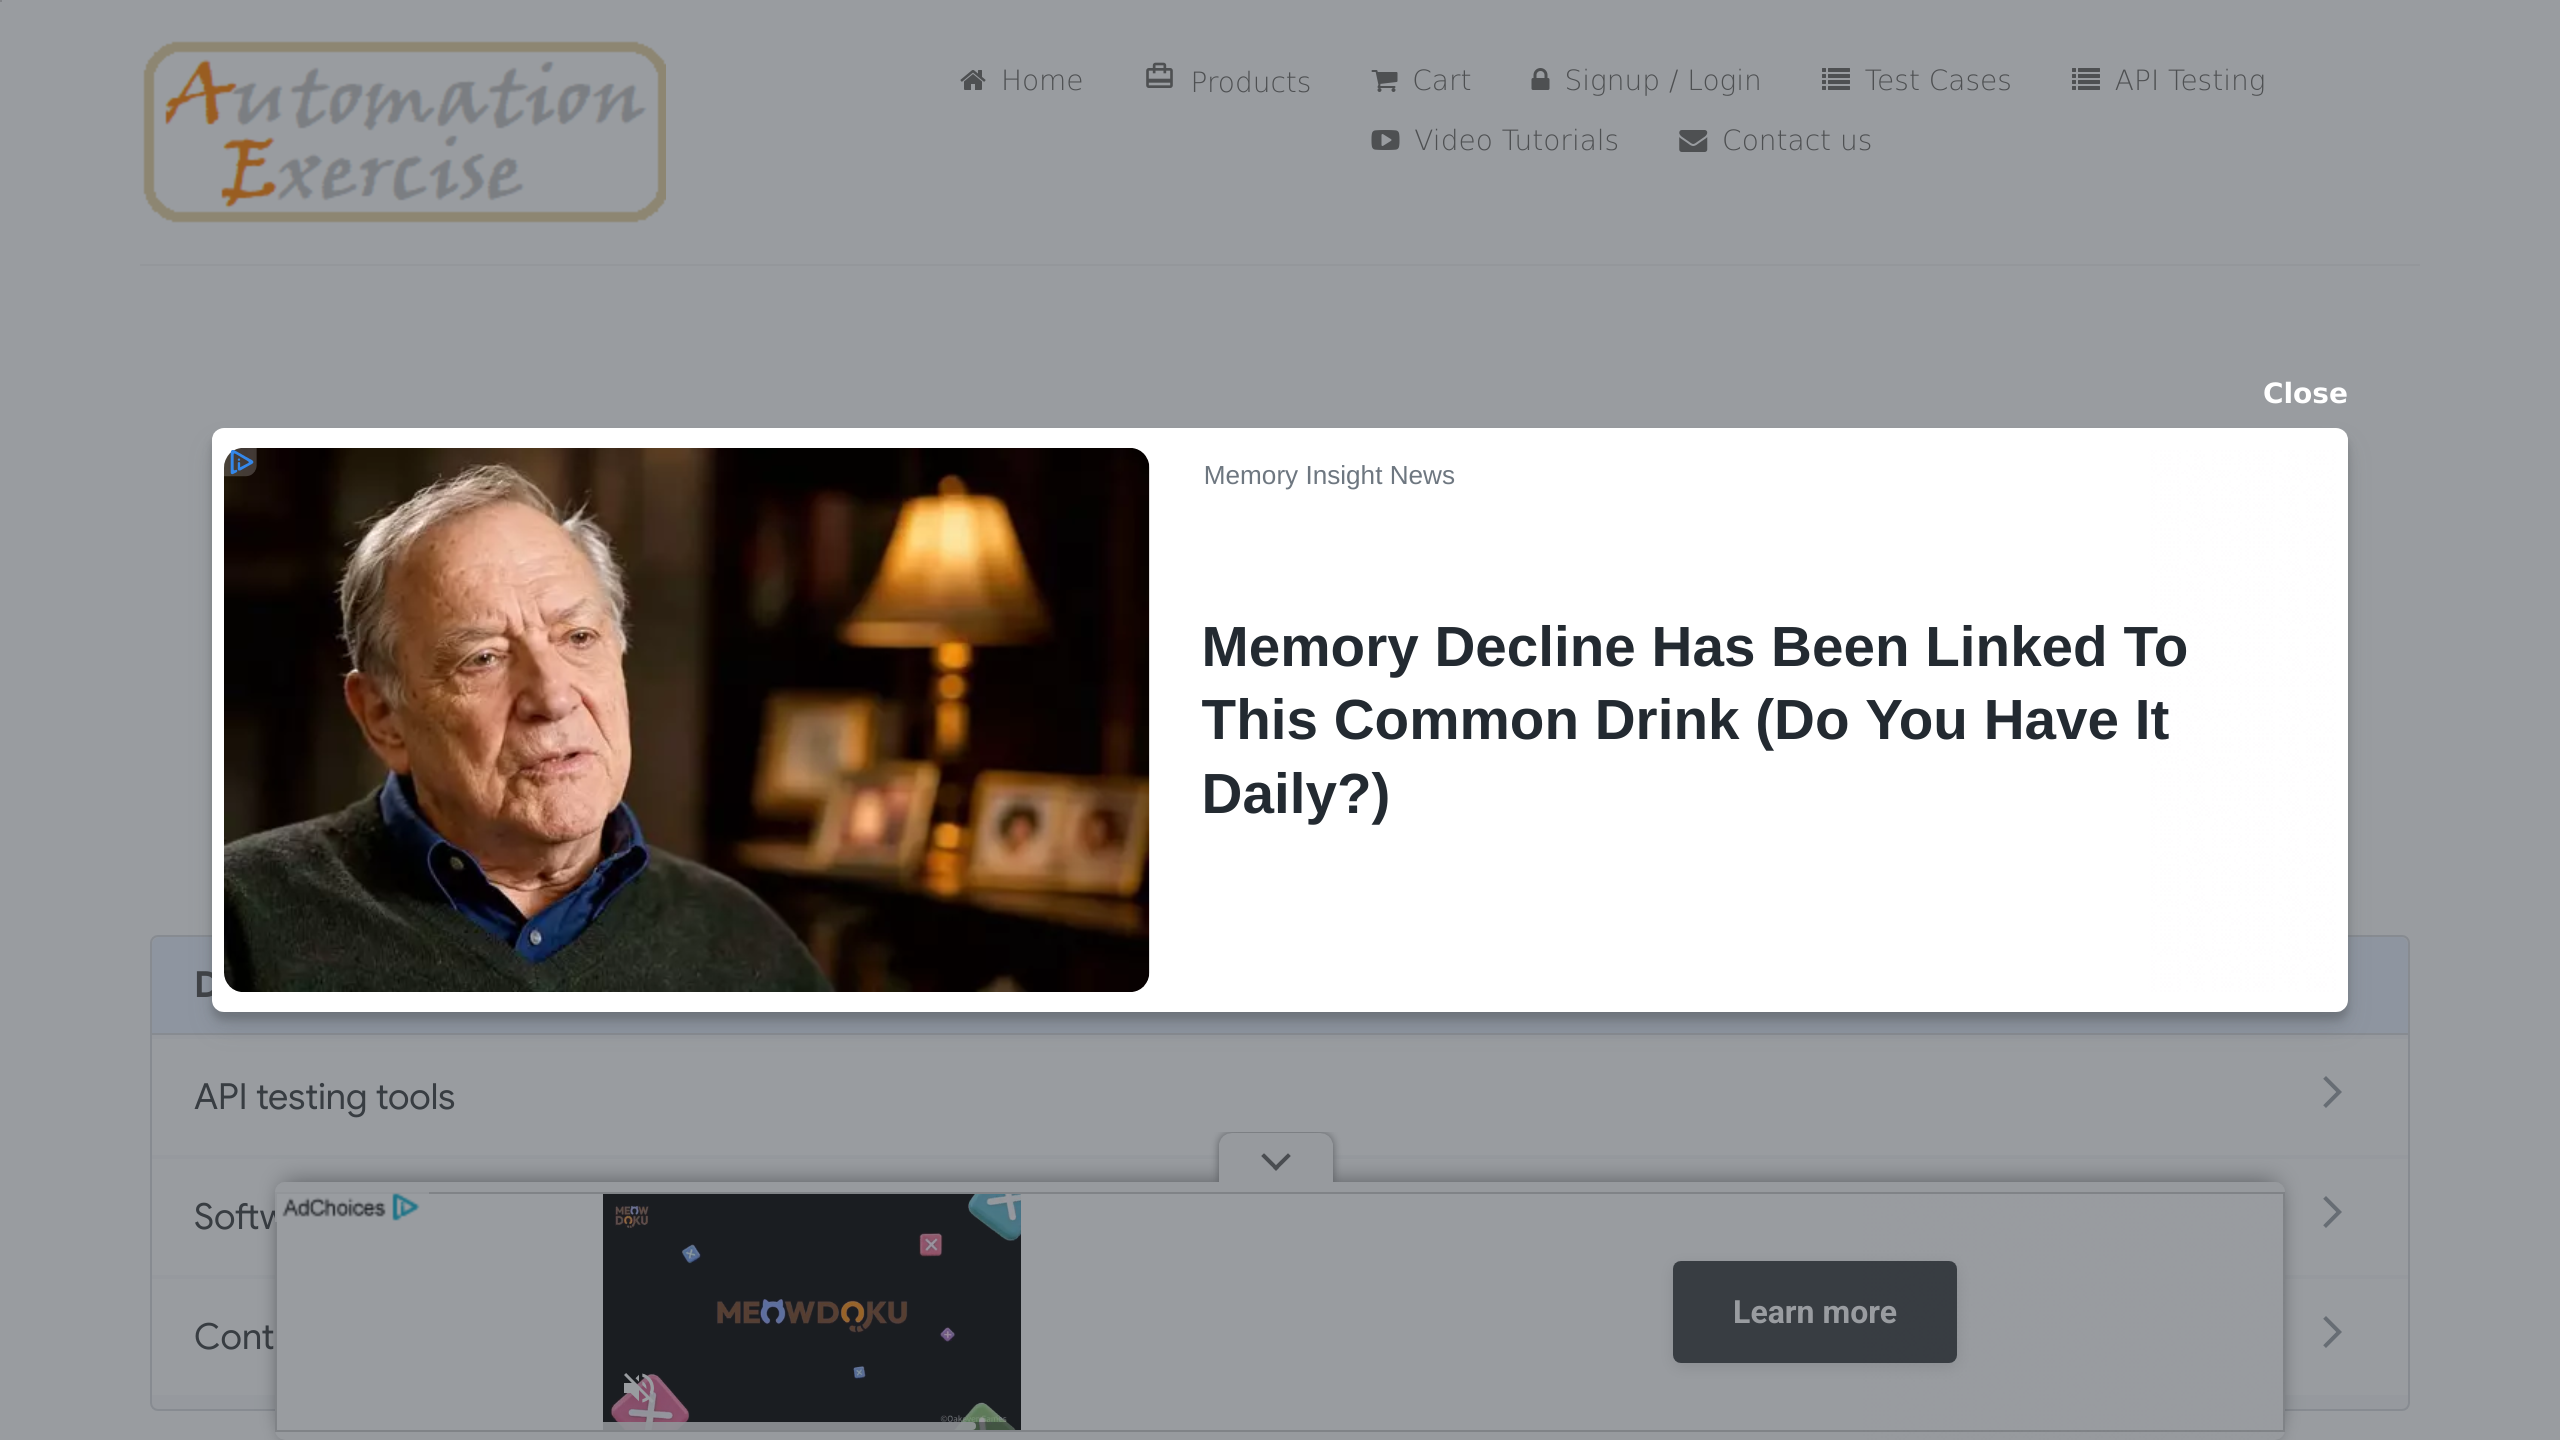 Automation
Exercise
Home
Products
Cart
Signup / Login
Test Cases
API Testing
Video Tutorials
Contact us
Close
Memory Insight News
Memory Decline Has Been Linked To
This Common Drink (Do You Have It
Daily?)
API testing tools
AdChoices
MEOW
DOKU
MEOWDOKU
Learn more